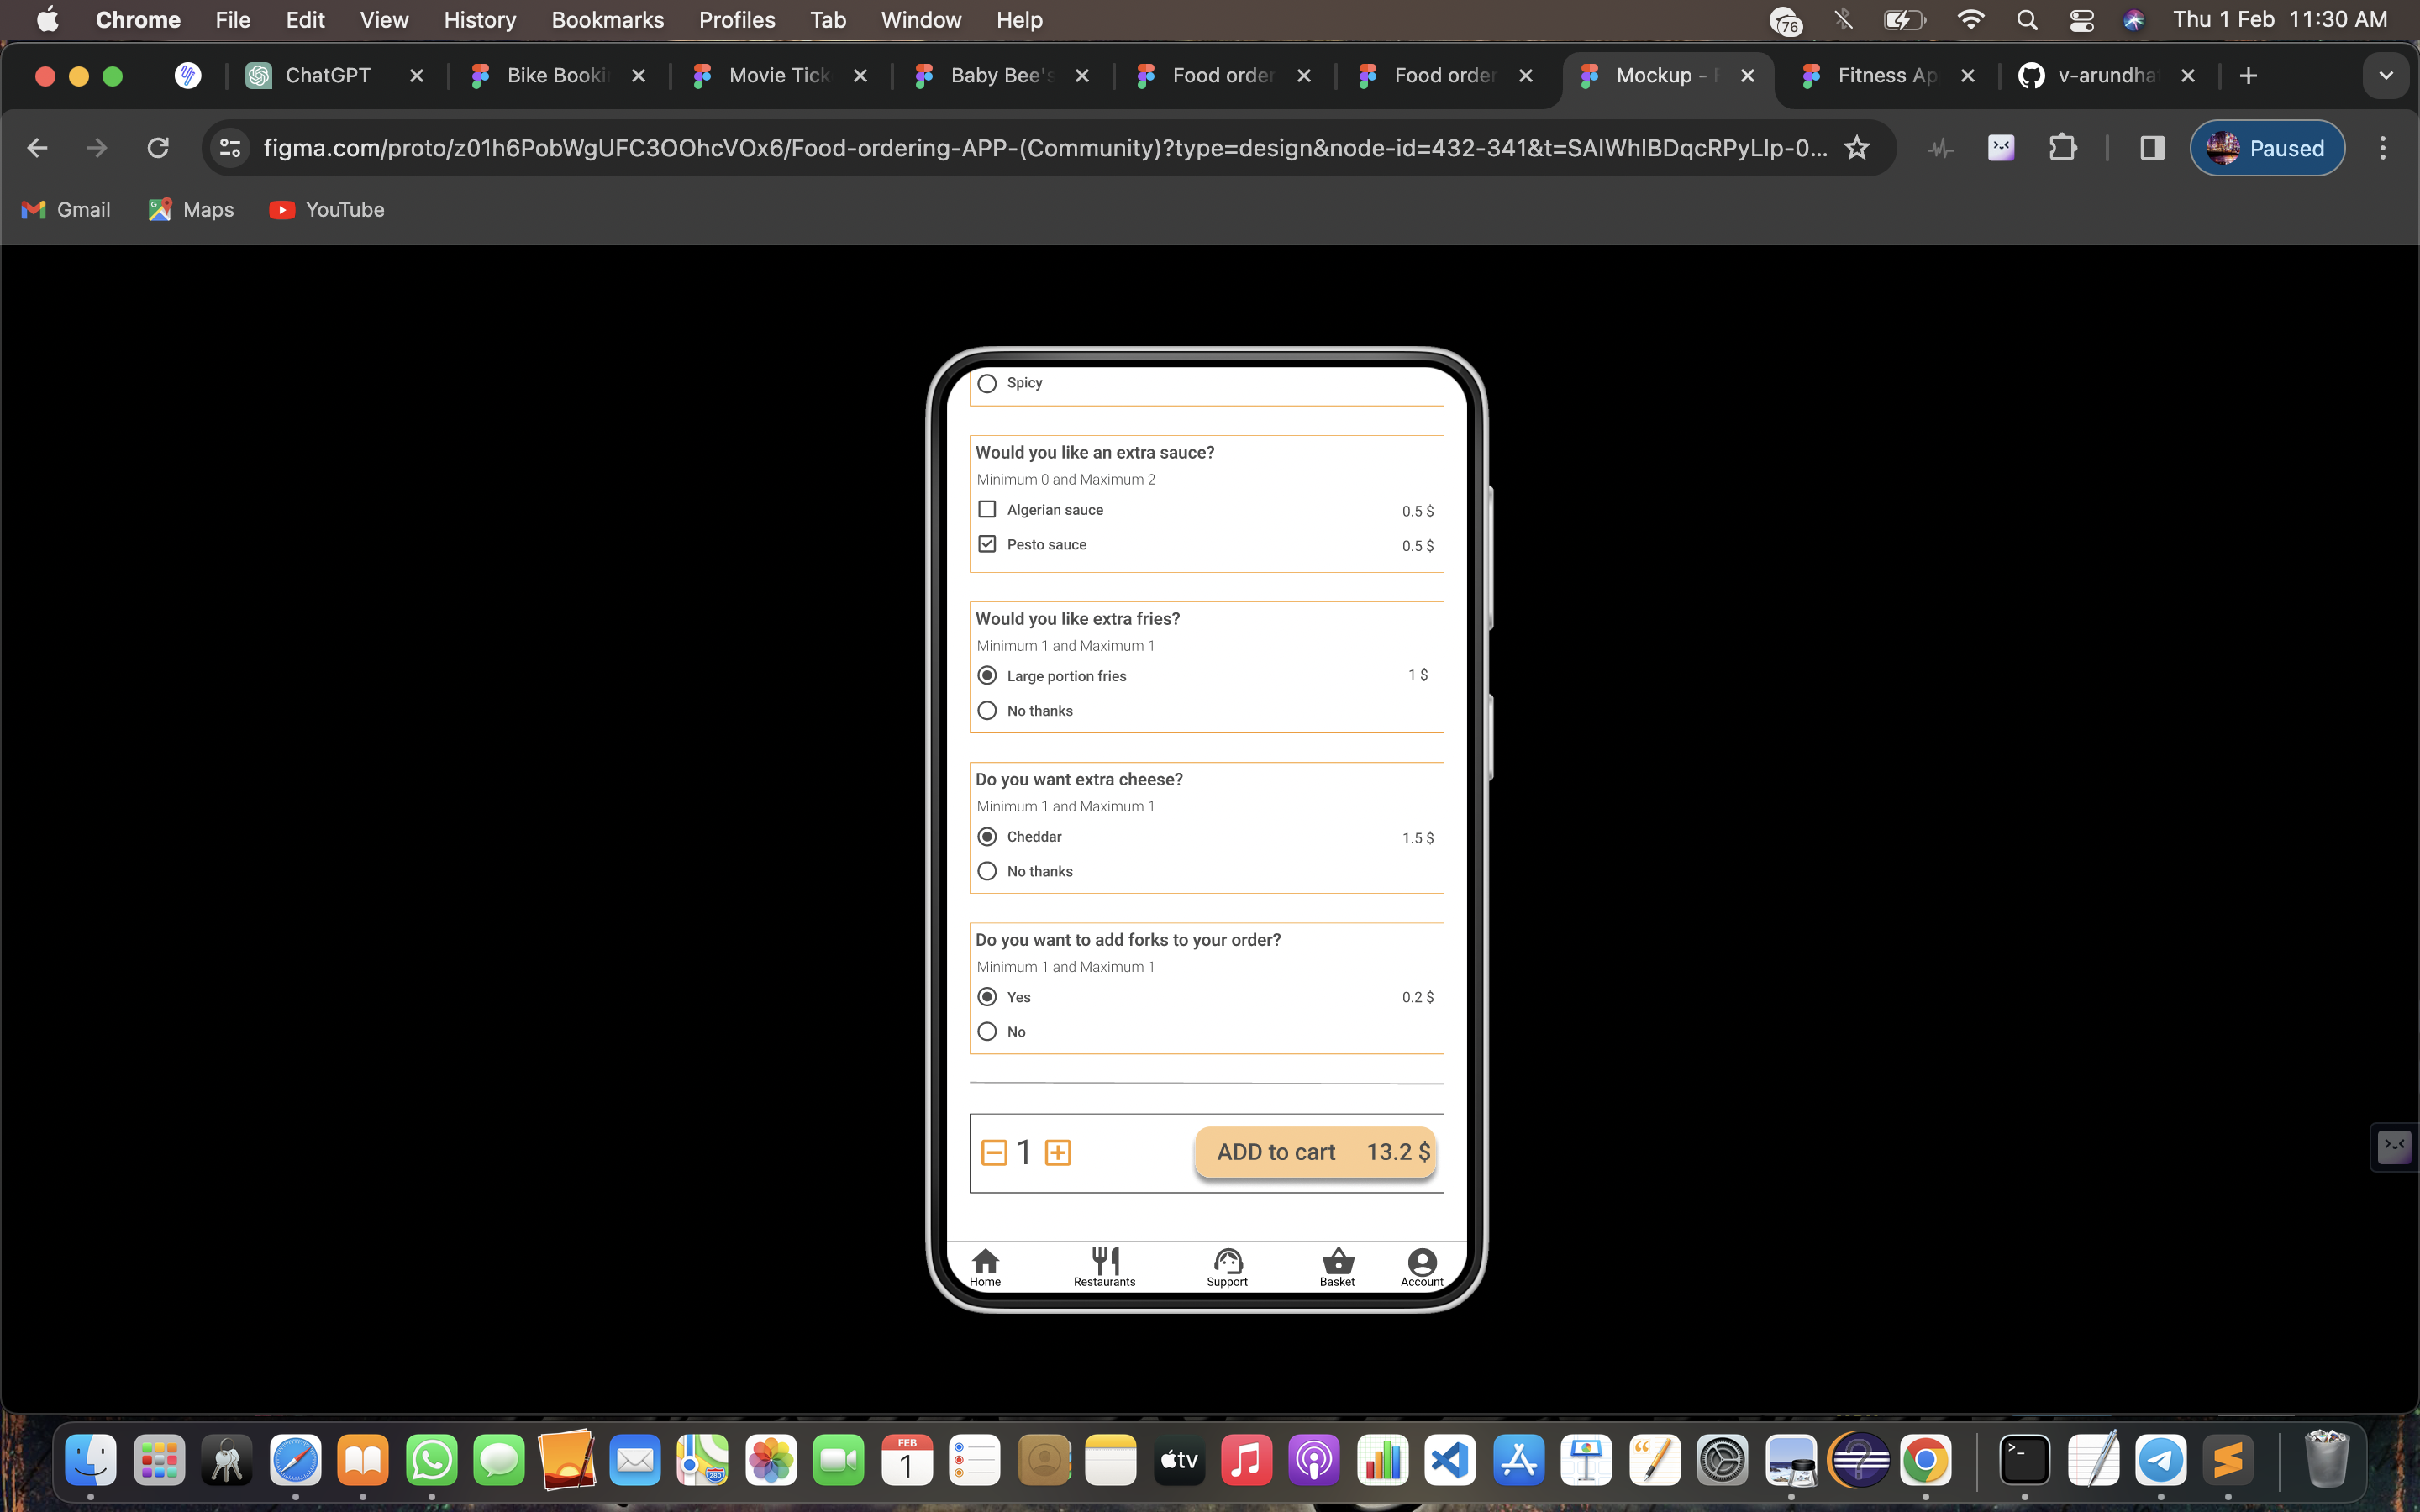 Chrome File Edit View History Bookmarks Profiles Tab Window Help 76 Thu 1 Feb 11:30 AM
ChatGPT Bike Booki Movie Tick Baby Bee's Food order Food order Mockup - Fitness Ap v-arundha
figma.com/proto/z01h6PobWgUFC3OOhcVOx6/Food-ordering-APP-(Community)?type=design&node-id=432-341&t=SAIWhIBDqcRPyLlp-0... Paused
Gmail Maps YouTube
Spicy
Would you like an extra sauce?
Minimum 0 and Maximum 2
Algerian sauce 0.5 $
Pesto sauce 0.5 $
Would you like extra fries?
Minimum 1 and Maximum 1
Large portion fries 1 $
No thanks
Do you want extra cheese?
Minimum 1 and Maximum 1
Cheddar 1.5 $
No thanks
Do you want to add forks to your order?
Minimum 1 and Maximum 1
Yes 0.2 $
No
1 ADD to cart 13.2 $
Home Restaurants Support Basket Account
280 FEB 1 tv